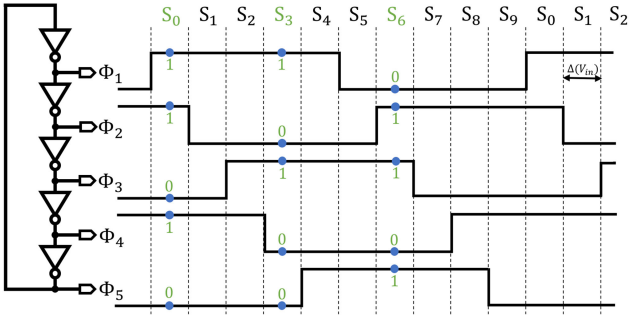 S₀ S₁ S₂ S₃ S₄ S₅ S₆ S₇ S₈ S₉ S₀ S₁ S₂
Φ₁ 1 1 0 Δ(Vᵢₙ)
Φ₂ 1 0 1
Φ₃ 0 1 1
Φ₄ 1 0 0
Φ₅ 0 0 1